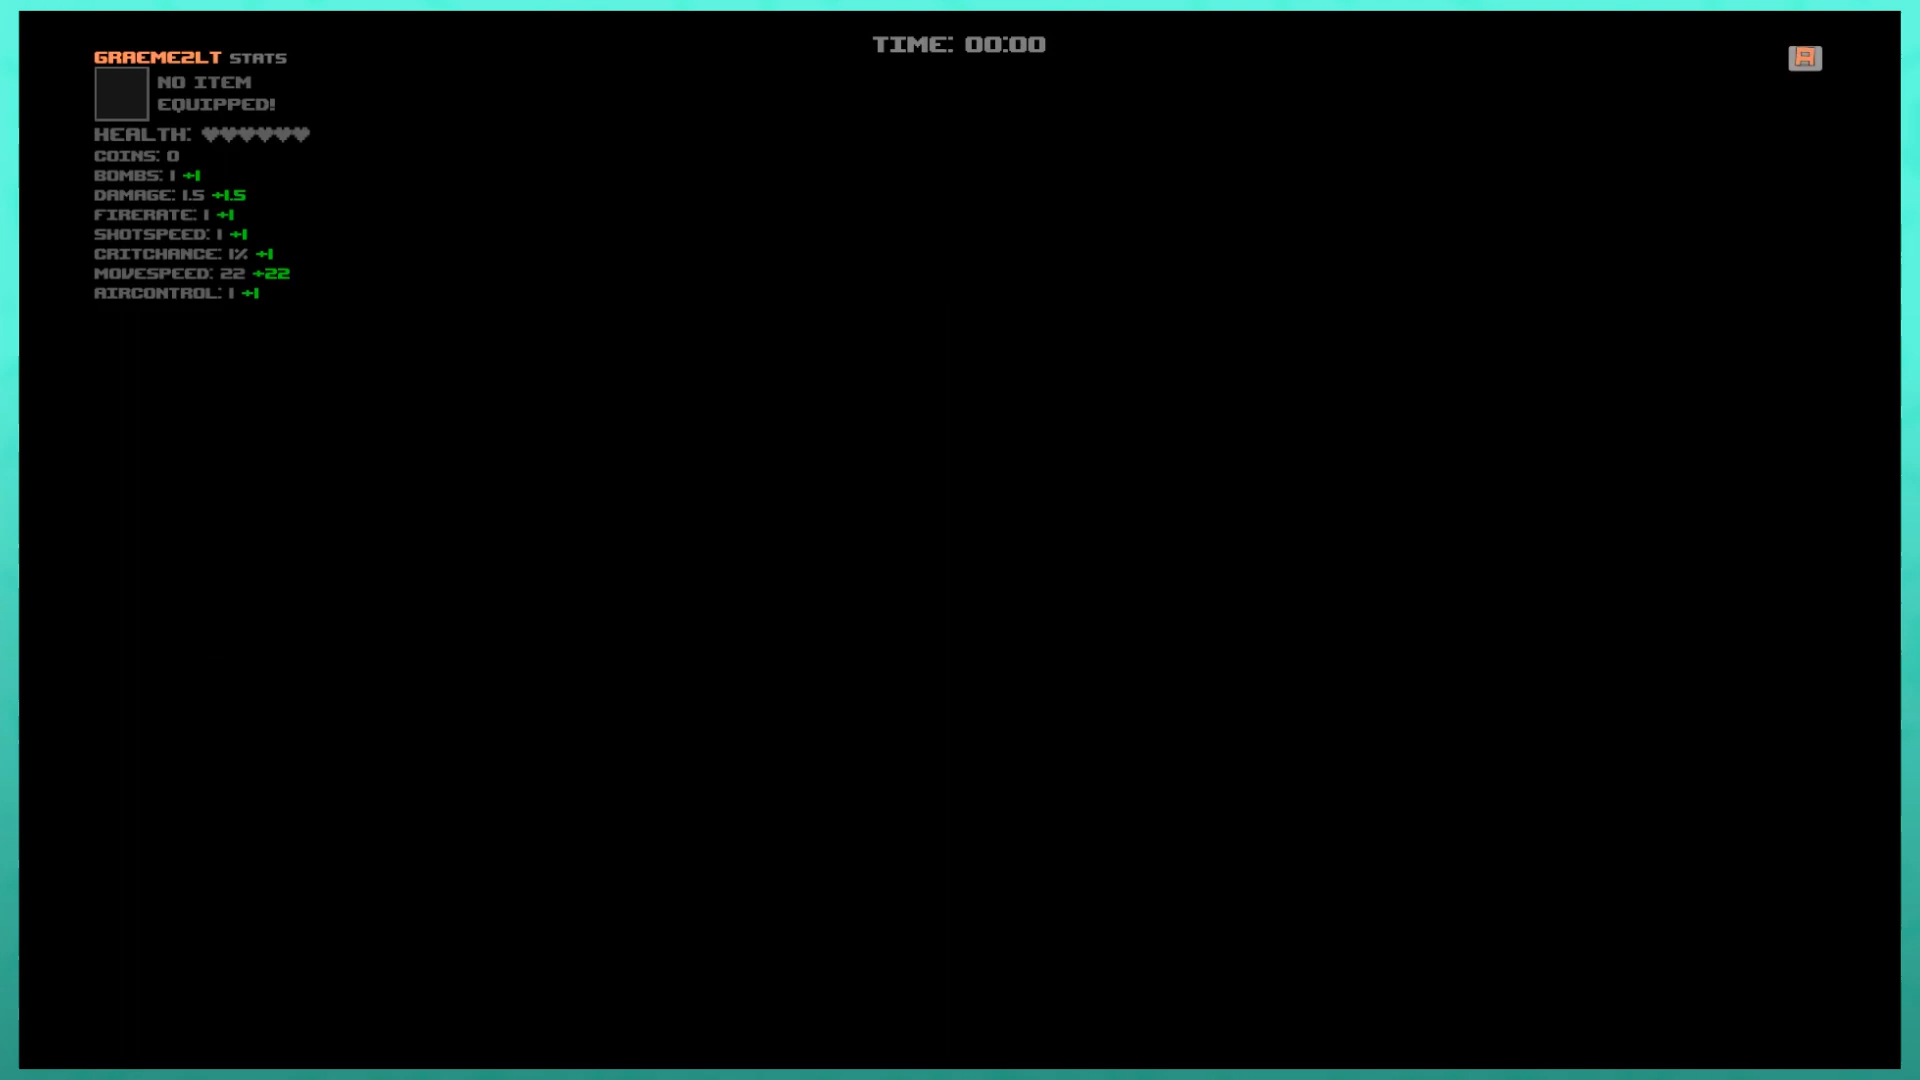 TIME: 00:00
GRAEME2LT STATS
NO ITEM
EQUIPPED!
HEALTH:
COINS: 0
BOMBS: 1 +1
DAMAGE: 1.5 +1.5
FIRERATE: 1 +1
SHOTSPEED: 1 +1
CRITCHANCE: 1% +1
MOVESPEED: 22 +22
AIRCONTROL: 1 +1